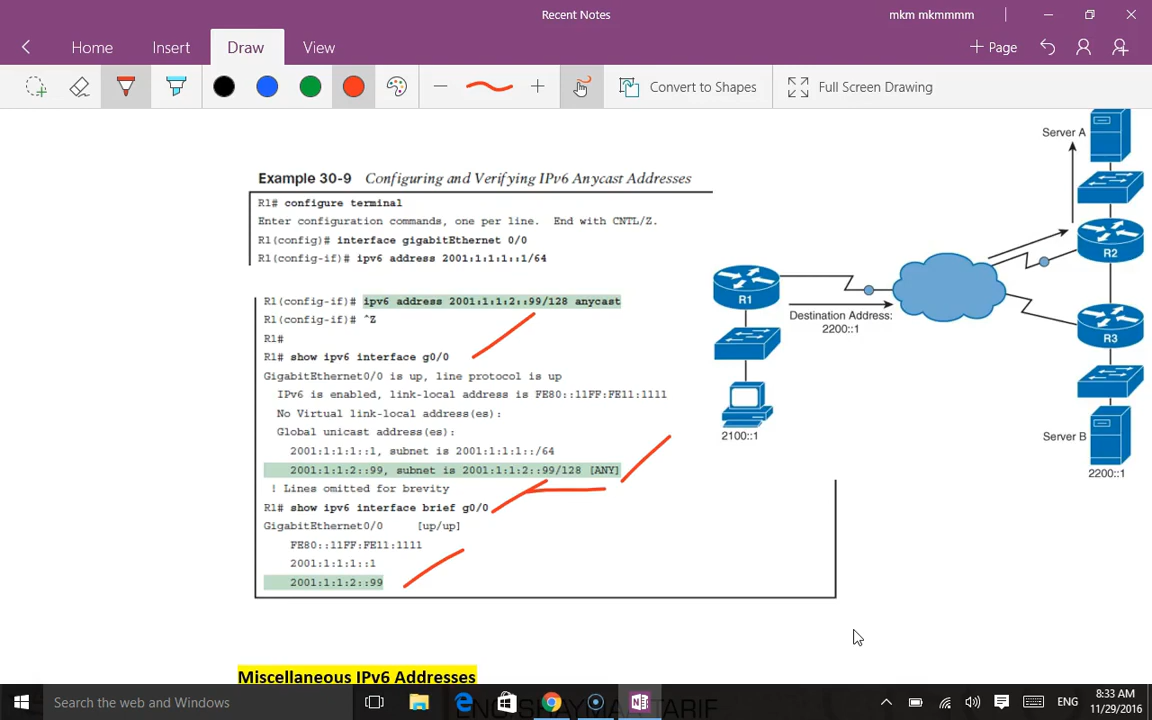 Recent Notes
mkm mkmmmm
Home
Insert
Draw
View
Page
Convert to Shapes
Full Screen Drawing
Example 30-9 Configuring and Verifying IPv6 Anycast Addresses
R1# configure terminal
Enter configuration commands, one per line. End with CNTL/Z.
R1(config)# interface gigabitEthernet 0/0
R1(config-if)# ipv6 address 2001:1:1:1::1/64
R1(config-if)# ipv6 address 2001:1:1:2::99/128 anycast
R1(config-if)# ^Z
R1#
R1# show ipv6 interface g0/0
GigabitEthernet0/0 is up, line protocol is up
IPv6 is enabled, link-local address is FE80::11FF:FE11:1111
No Virtual link-local address(es):
Global unicast address(es):
2001:1:1:1::1, subnet is 2001:1:1:1::/64
2001:1:1:2::99, subnet is 2001:1:1:2::99/128 [ANY]
! Lines omitted for brevity
R1# show ipv6 interface brief g0/0
GigabitEthernet0/0 [up/up]
FE80::11FF:FE11:1111
2001:1:1:1::1
2001:1:1:2::99
Server A
R2
R1
Destination Address:
2200::1
R3
2100::1
Server B
2200::1
Miscellaneous IPv6 Addresses
Search the web and Windows
ENG
8:33 AM
11/29/2016